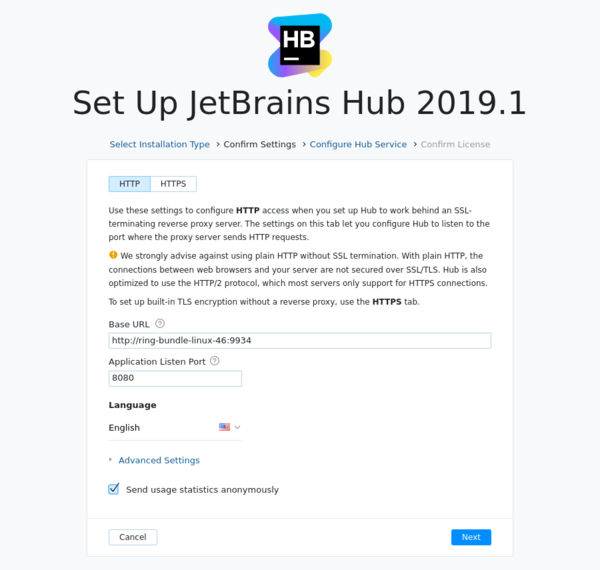 HB
Set Up JetBrains Hub 2019.1
Select Installation Type › Confirm Settings › Configure Hub Service › Confirm License
HTTP HTTPS
Use these settings to configure HTTP access when you set up Hub to work behind an SSL-
terminating reverse proxy server. The settings on this tab let you configure Hub to listen to the
port where the proxy server sends HTTP requests.
We strongly advise against using plain HTTP without SSL termination. With plain HTTP, the
connections between web browsers and your server are not secured over SSL/TLS. Hub is also
optimized to use the HTTP/2 protocol, which most servers only support for HTTPS connections.
To set up built-in TLS encryption without a reverse proxy, use the HTTPS tab.
Base URL ?
http://ring-bundle-linux-46:9934
Application Listen Port ?
8080
Language
English
Advanced Settings
Send usage statistics anonymously
Cancel Next